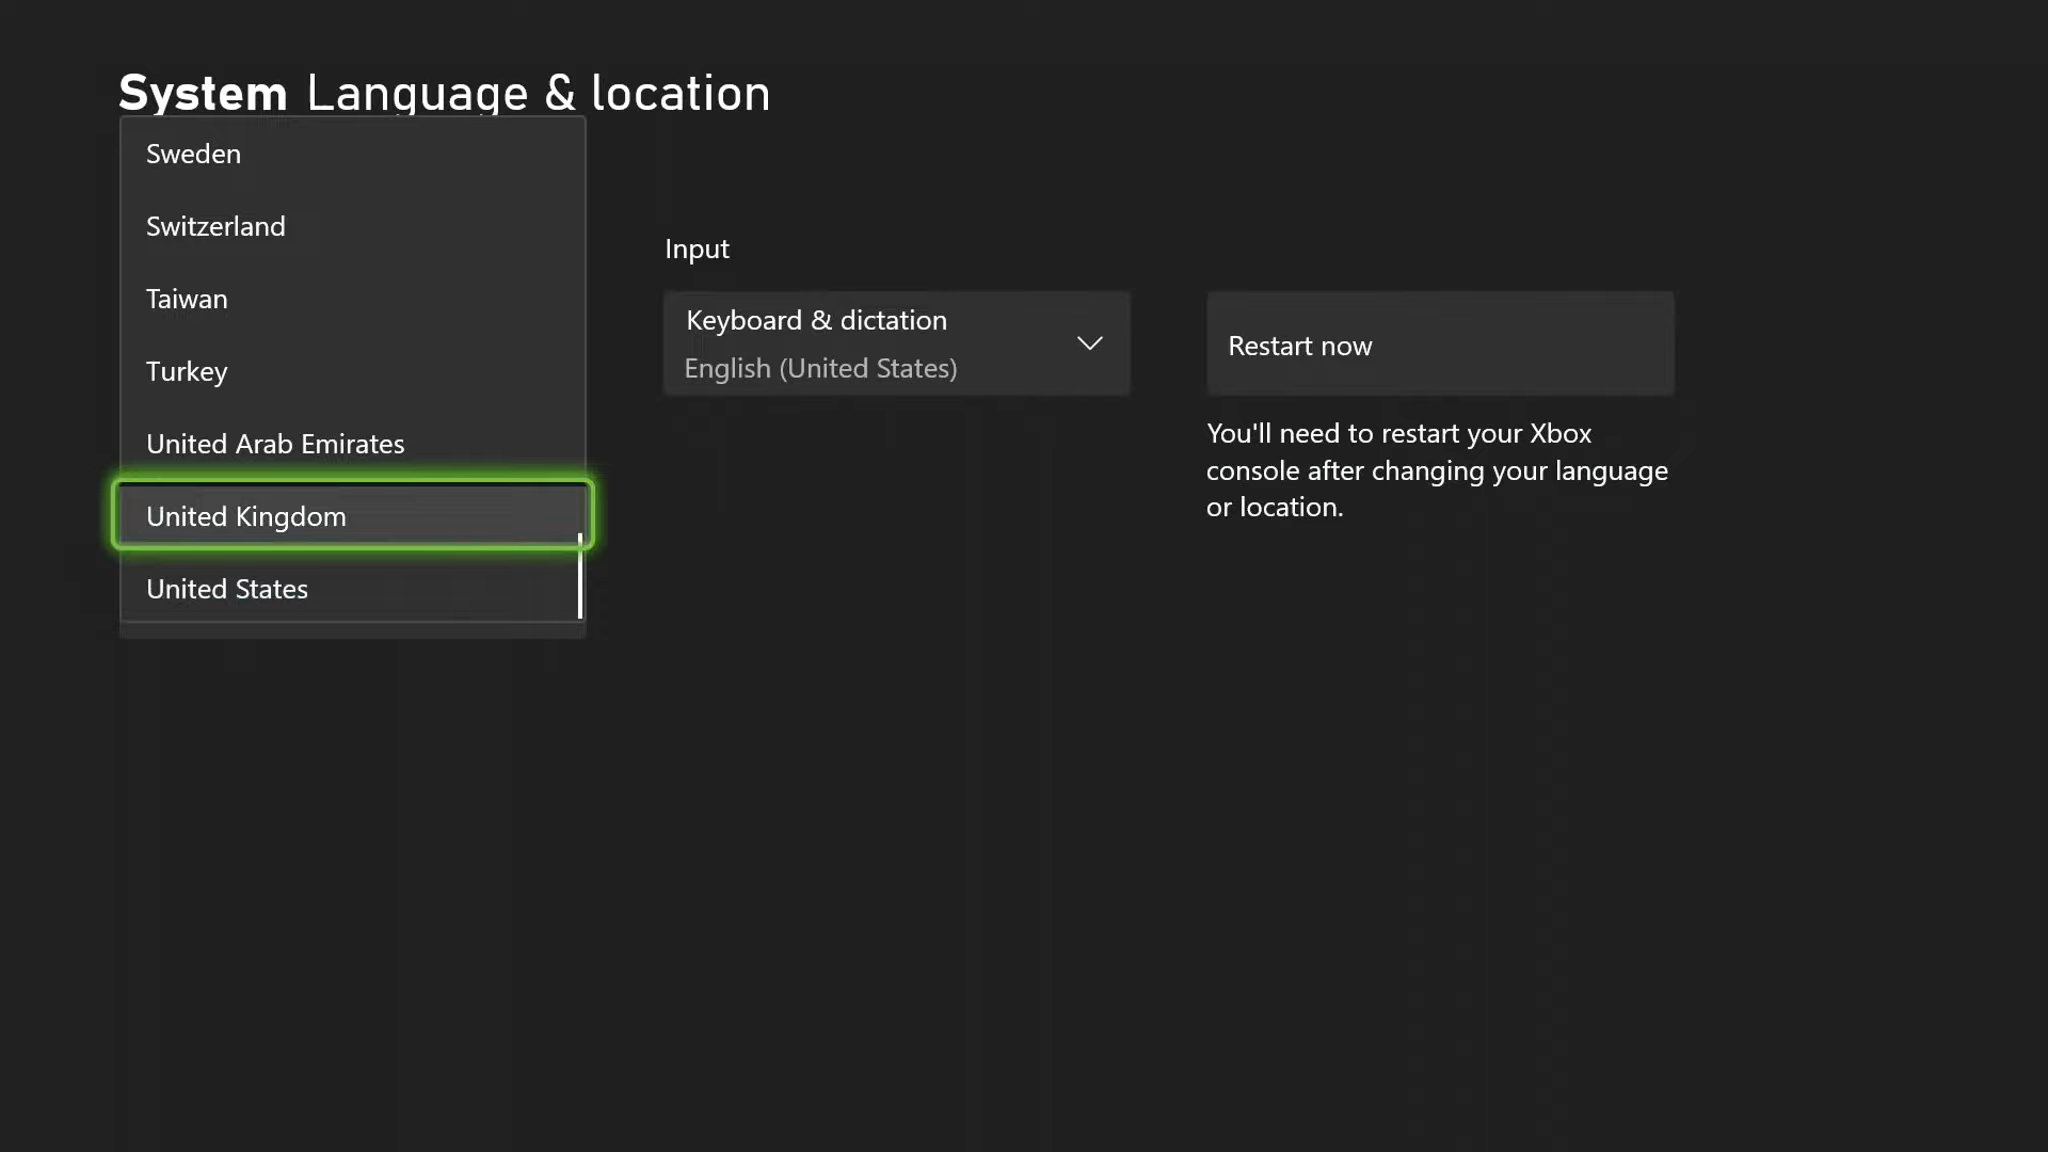 System Language & location
Sweden
Switzerland
Taiwan
Turkey
United Arab Emirates
United Kingdom
United States
Input
Keyboard & dictation
English (United States)
Restart now
You'll need to restart your Xbox
console after changing your language
or location.